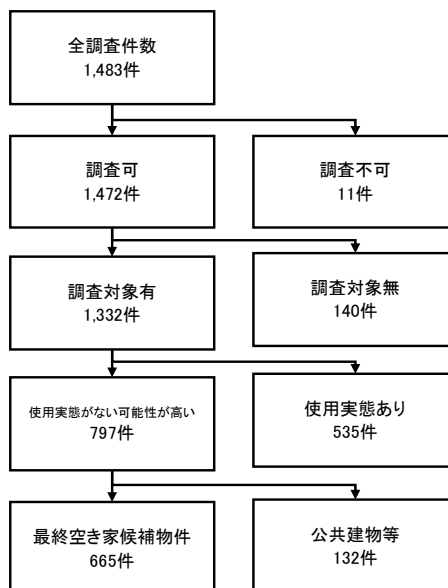 全調査件数
1,483件
調査可
1,472件
調査不可
11件
調査対象有
1,332件
調査対象無
140件
使用実態がない可能性が高い
797件
使用実態あり
535件
最終空き家候補物件
665件
公共建物等
132件